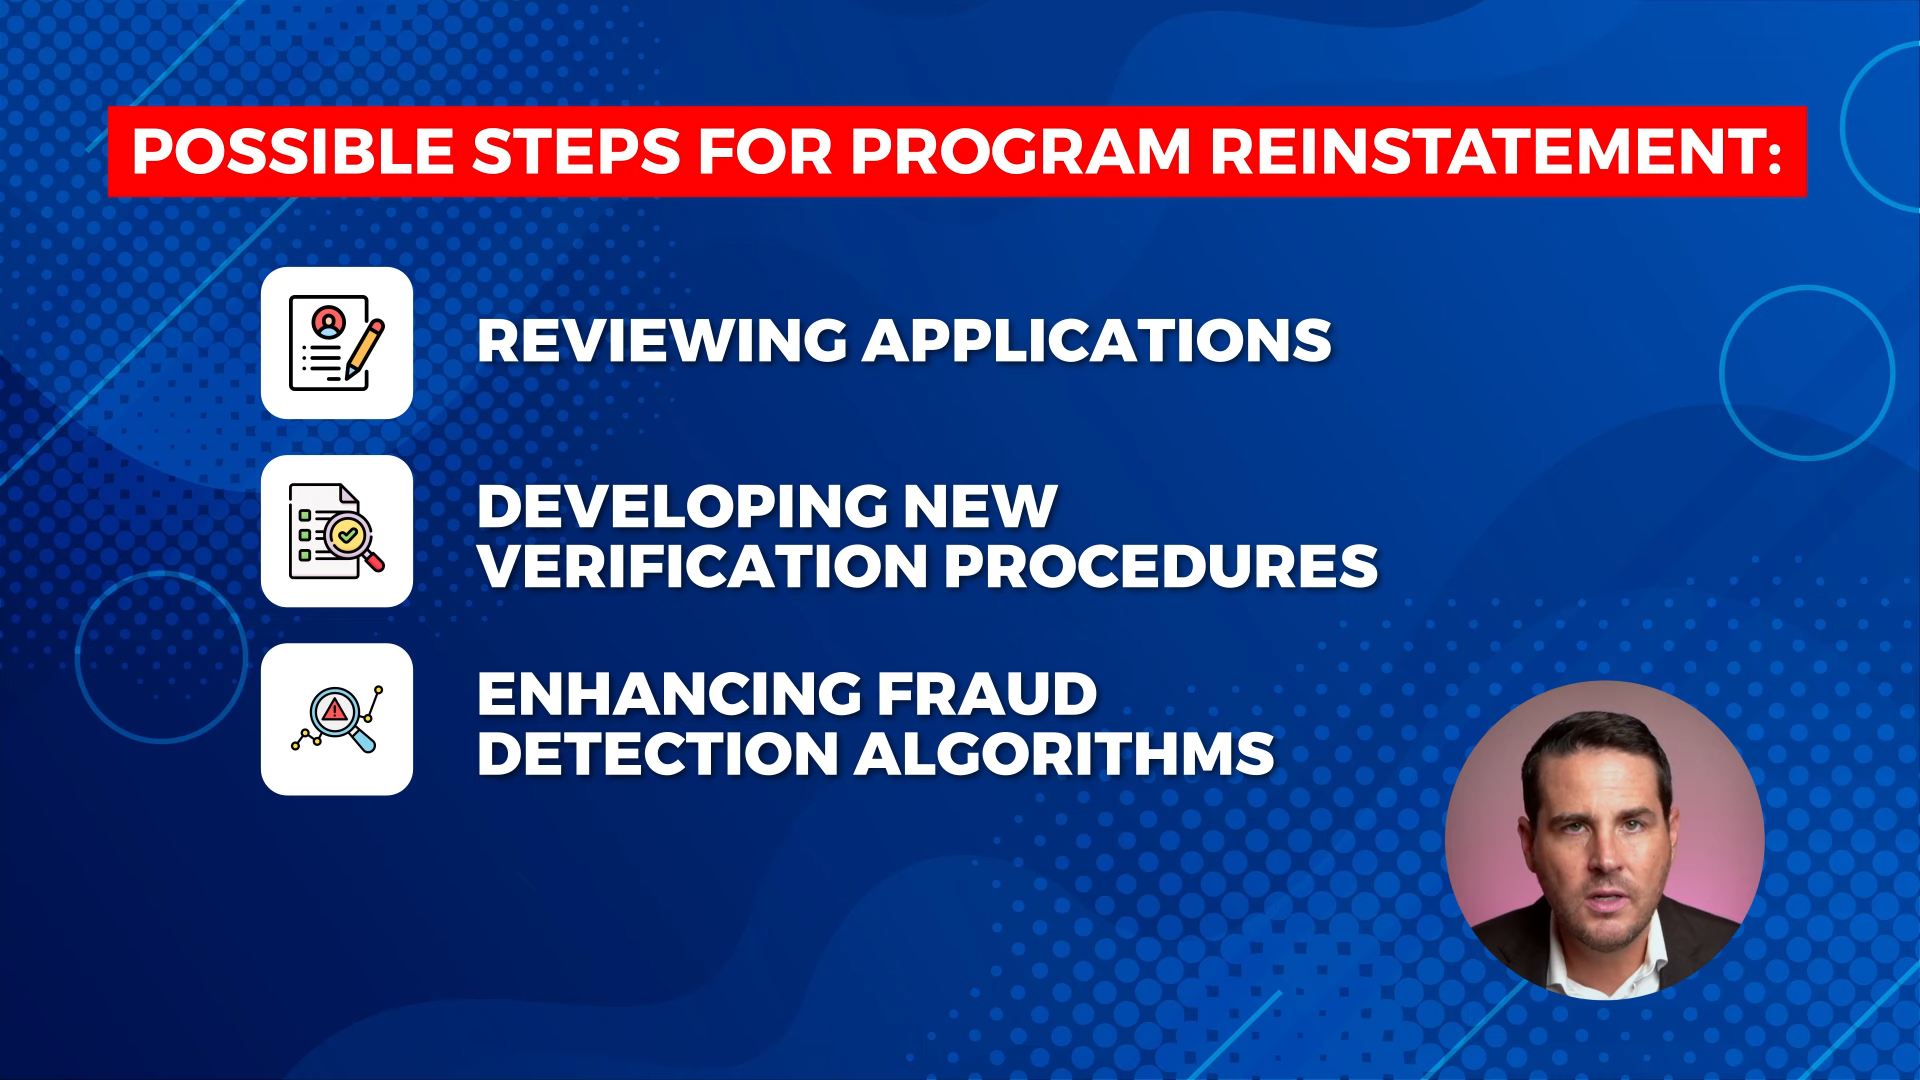 POSSIBLE STEPS FOR PROGRAM REINSTATEMENT:
REVIEWING APPLICATIONS
DEVELOPING NEW
VERIFICATION PROCEDURES
ENHANCING FRAUD
DETECTION ALGORITHMS